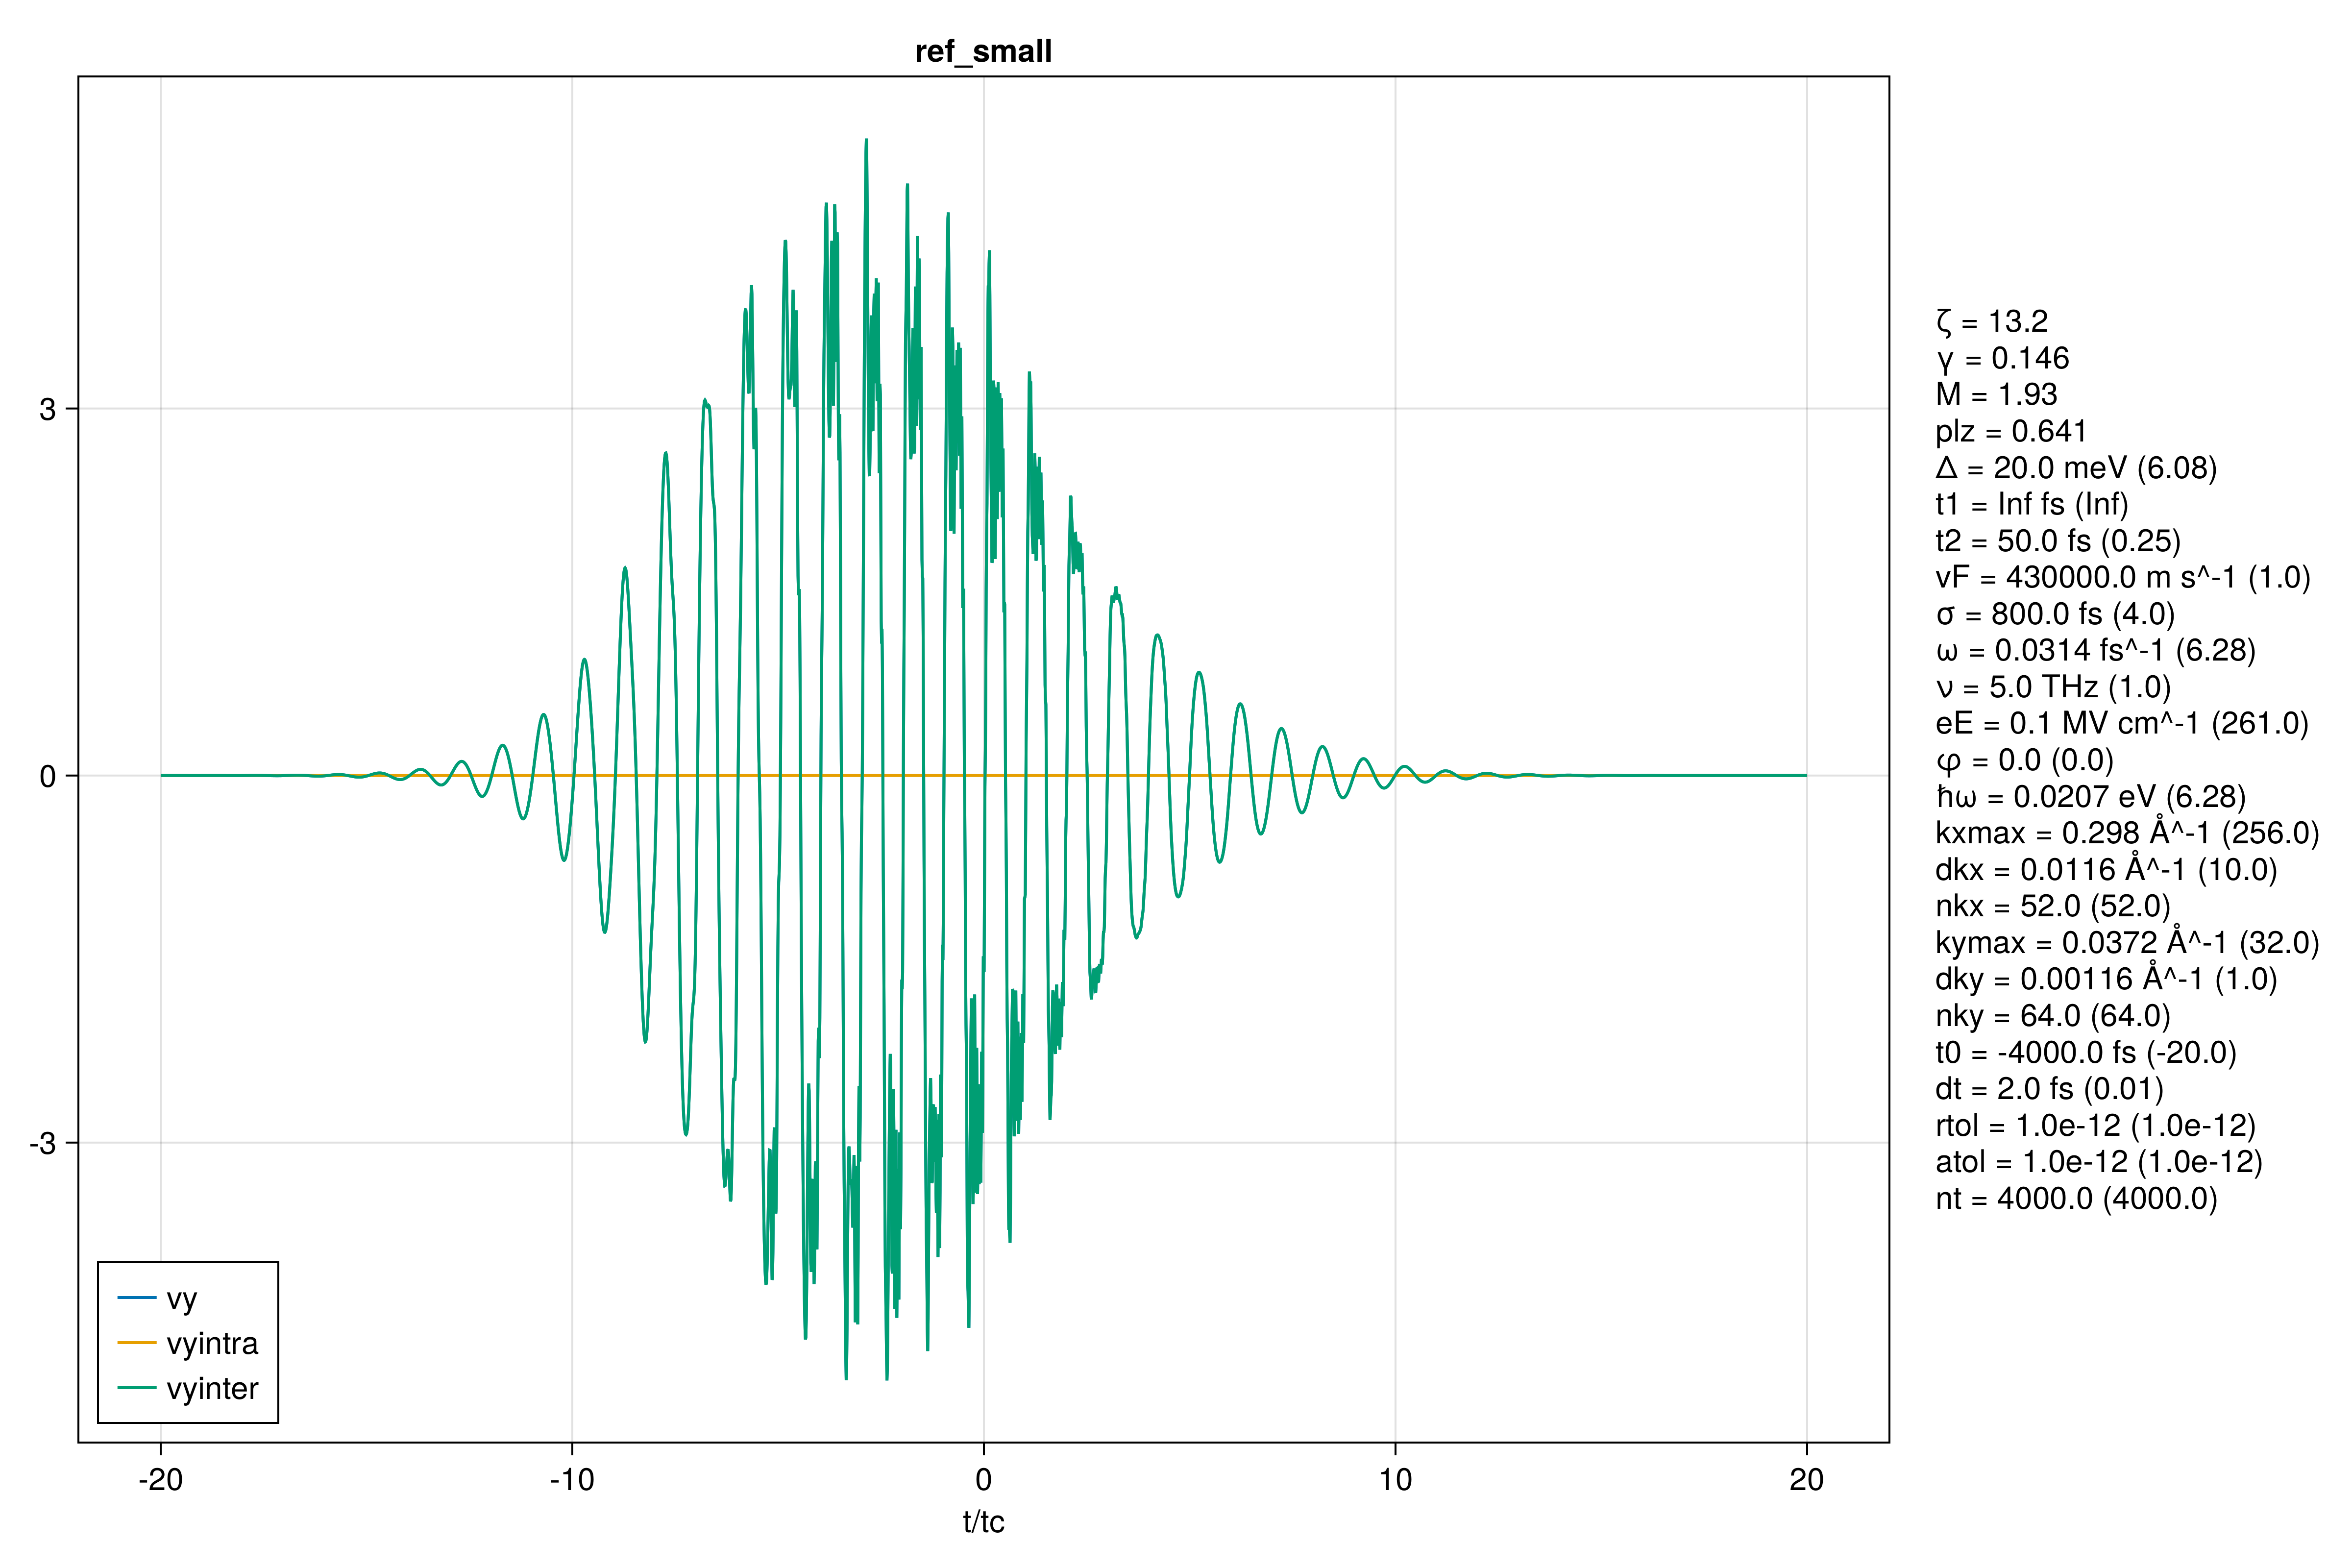 ref_small
3
0
-3
-20 -10 0 10 20
t/tc
vy
vyintra
vyinter
ζ = 13.2
γ = 0.146
M = 1.93
plz = 0.641
Δ = 20.0 meV (6.08)
t1 = Inf fs (Inf)
t2 = 50.0 fs (0.25)
vF = 430000.0 m s^-1 (1.0)
σ = 800.0 fs (4.0)
ω = 0.0314 fs^-1 (6.28)
ν = 5.0 THz (1.0)
eE = 0.1 MV cm^-1 (261.0)
φ = 0.0 (0.0)
ħω = 0.0207 eV (6.28)
kxmax = 0.298 Å^-1 (256.0)
dkx = 0.0116 Å^-1 (10.0)
nkx = 52.0 (52.0)
kymax = 0.0372 Å^-1 (32.0)
dky = 0.00116 Å^-1 (1.0)
nky = 64.0 (64.0)
t0 = -4000.0 fs (-20.0)
dt = 2.0 fs (0.01)
rtol = 1.0e-12 (1.0e-12)
atol = 1.0e-12 (1.0e-12)
nt = 4000.0 (4000.0)